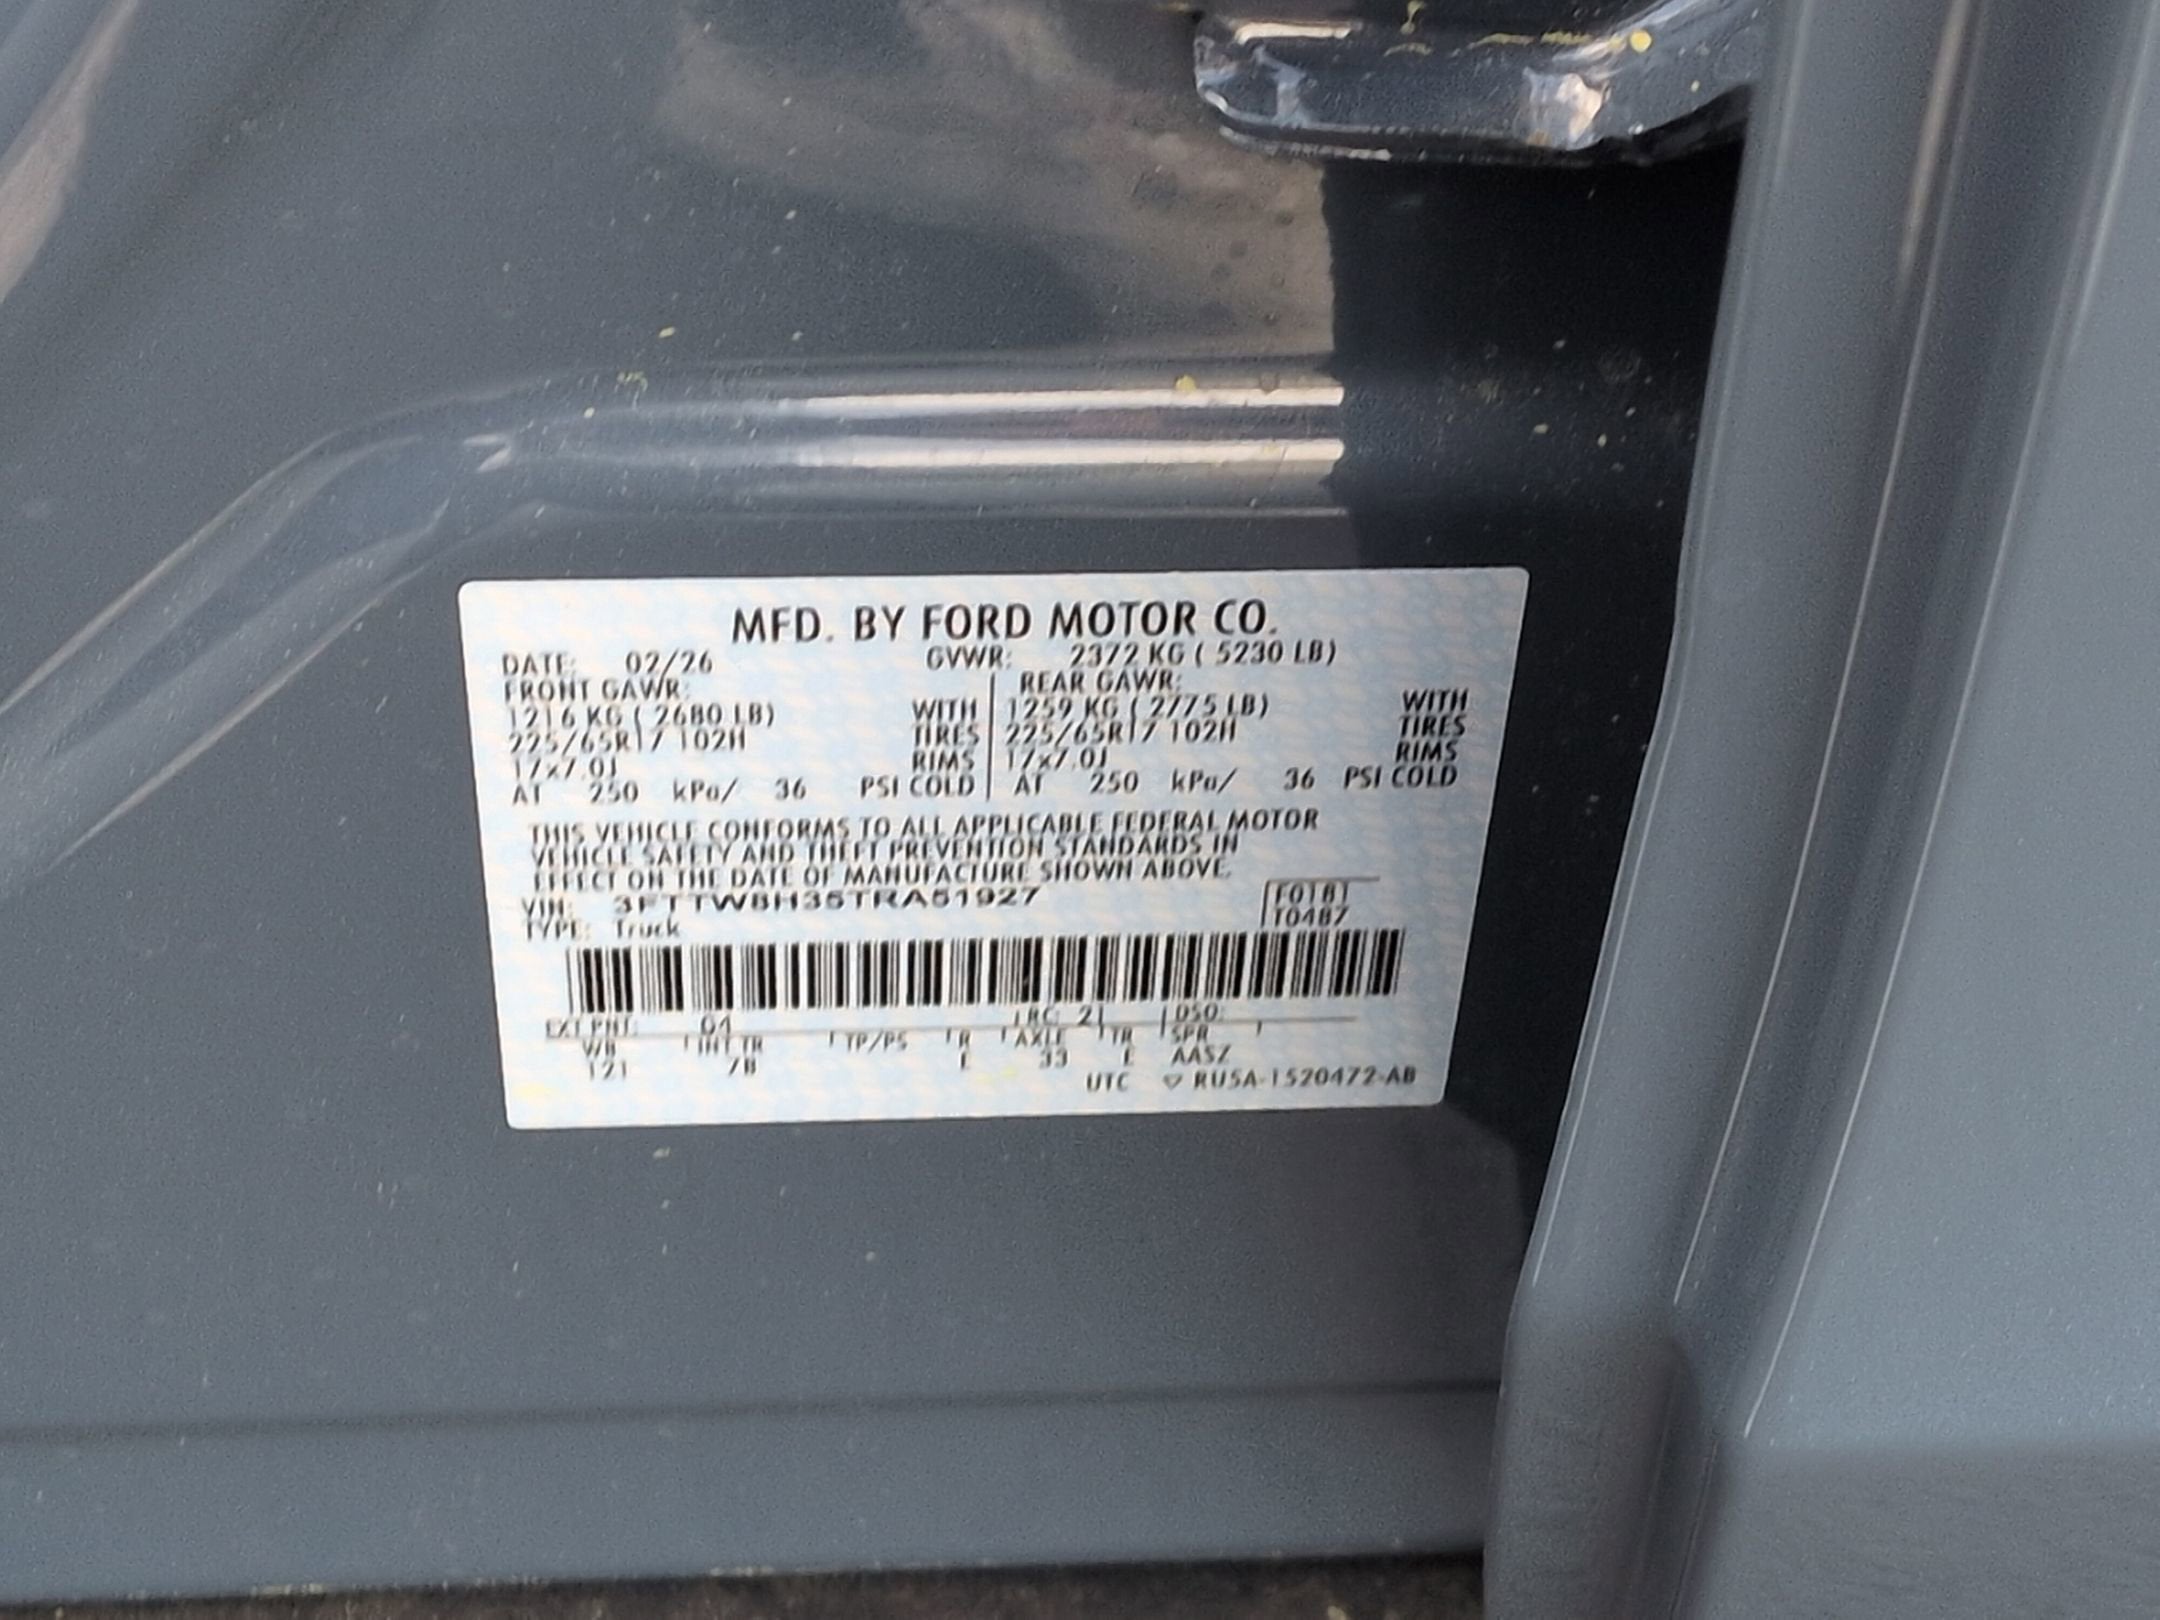 MFD. BY FORD MOTOR CO.
DATE: 02/26 GVWR: 2372 KG ( 5230 LB)
FRONT GAWR: REAR GAWR:
1216 KG ( 2680 LB) WITH 1259 KG ( 2775 LB) WITH
225/65R17 102H TIRES 225/65R17 102H TIRES
17x7.0J RIMS 17x7.0J RIMS
AT 250 kPa/ 36 PSI COLD AT 250 kPa/ 36 PSI COLD
THIS VEHICLE CONFORMS TO ALL APPLICABLE FEDERAL MOTOR
VEHICLE SAFETY AND THEFT PREVENTION STANDARDS IN
EFFECT ON THE DATE OF MANUFACTURE SHOWN ABOVE.
VIN: 3FTTW8H35TRA51927 F0181
TYPE: Truck T0487
EXT PNT: RC: 21 DSO:
WB INT TR TP/PS R AXLE TR SPR
121 7B E 33 E AASZ
UTC ▽ RU5A-1520472-AB